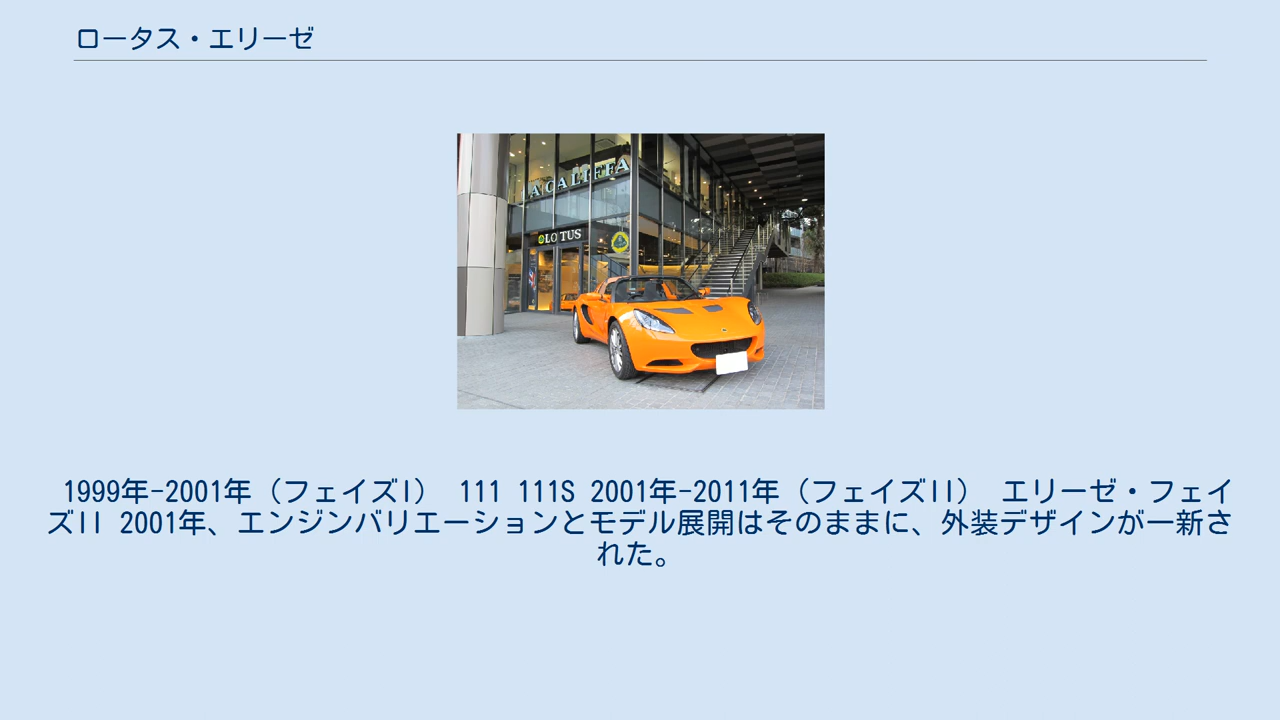 ロータス・エリーゼ
LA CALIFFA
LOTUS
1999年-2001年（フェイズI） 111 111S 2001年-2011年（フェイズII） エリーゼ・フェイ
ズII 2001年、エンジンバリエーションとモデル展開はそのままに、外装デザインが一新さ
れた。